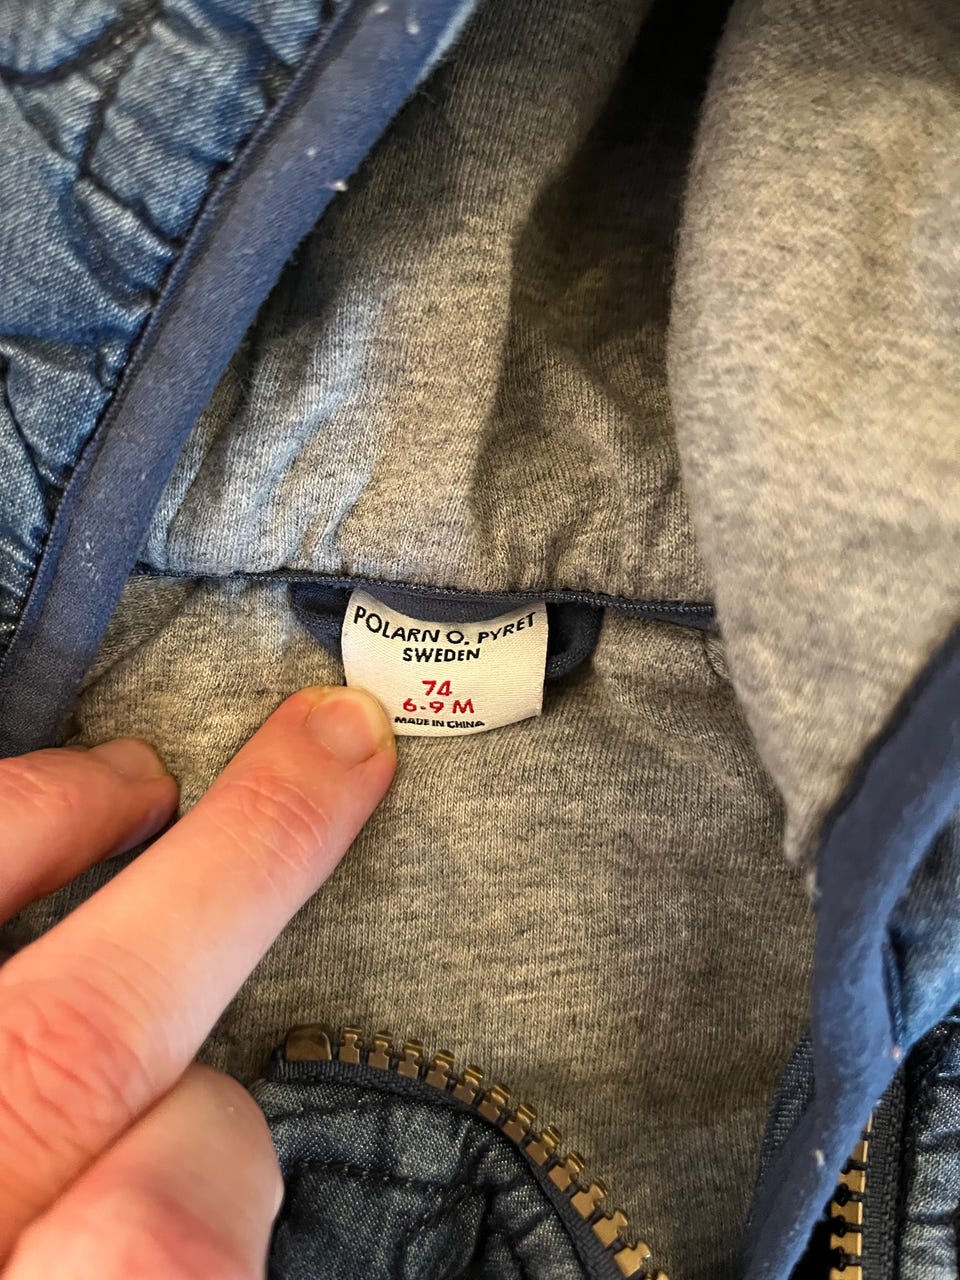 POLARN O. PYRET
SWEDEN
74
6-9 M
MADE IN CHINA